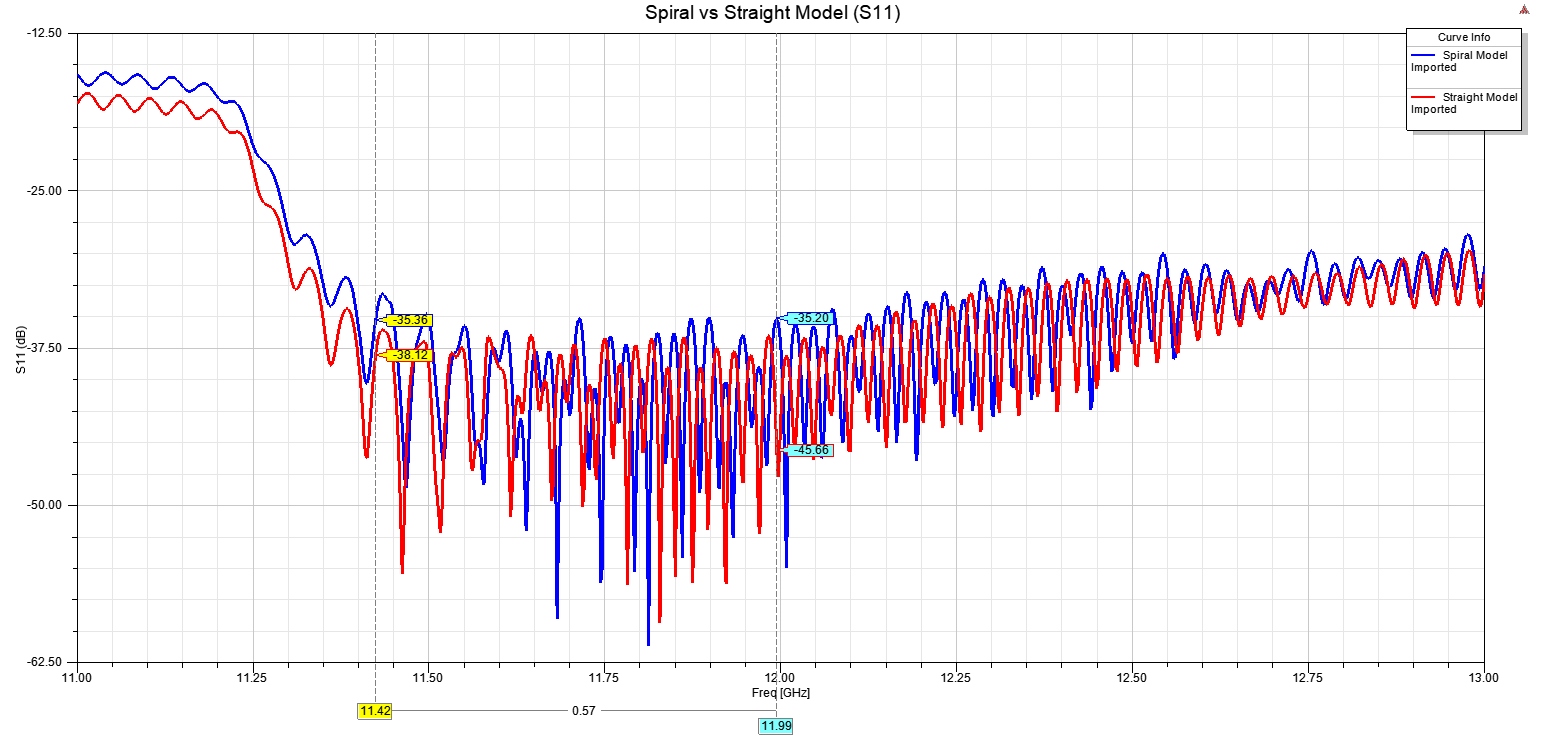 Spiral vs Straight Model (S11)
-12.50
Curve Info
Spiral Model
Imported
Straight Model
Imported
-25.00
-35.36
-35.20
-37.50
-38.12
S11 (dB)
-45.66
-50.00
-62.50
11.00 11.25 11.50 11.75 12.00 12.25 12.50 12.75 13.00
Freq [GHz]
11.42 0.57
11.99